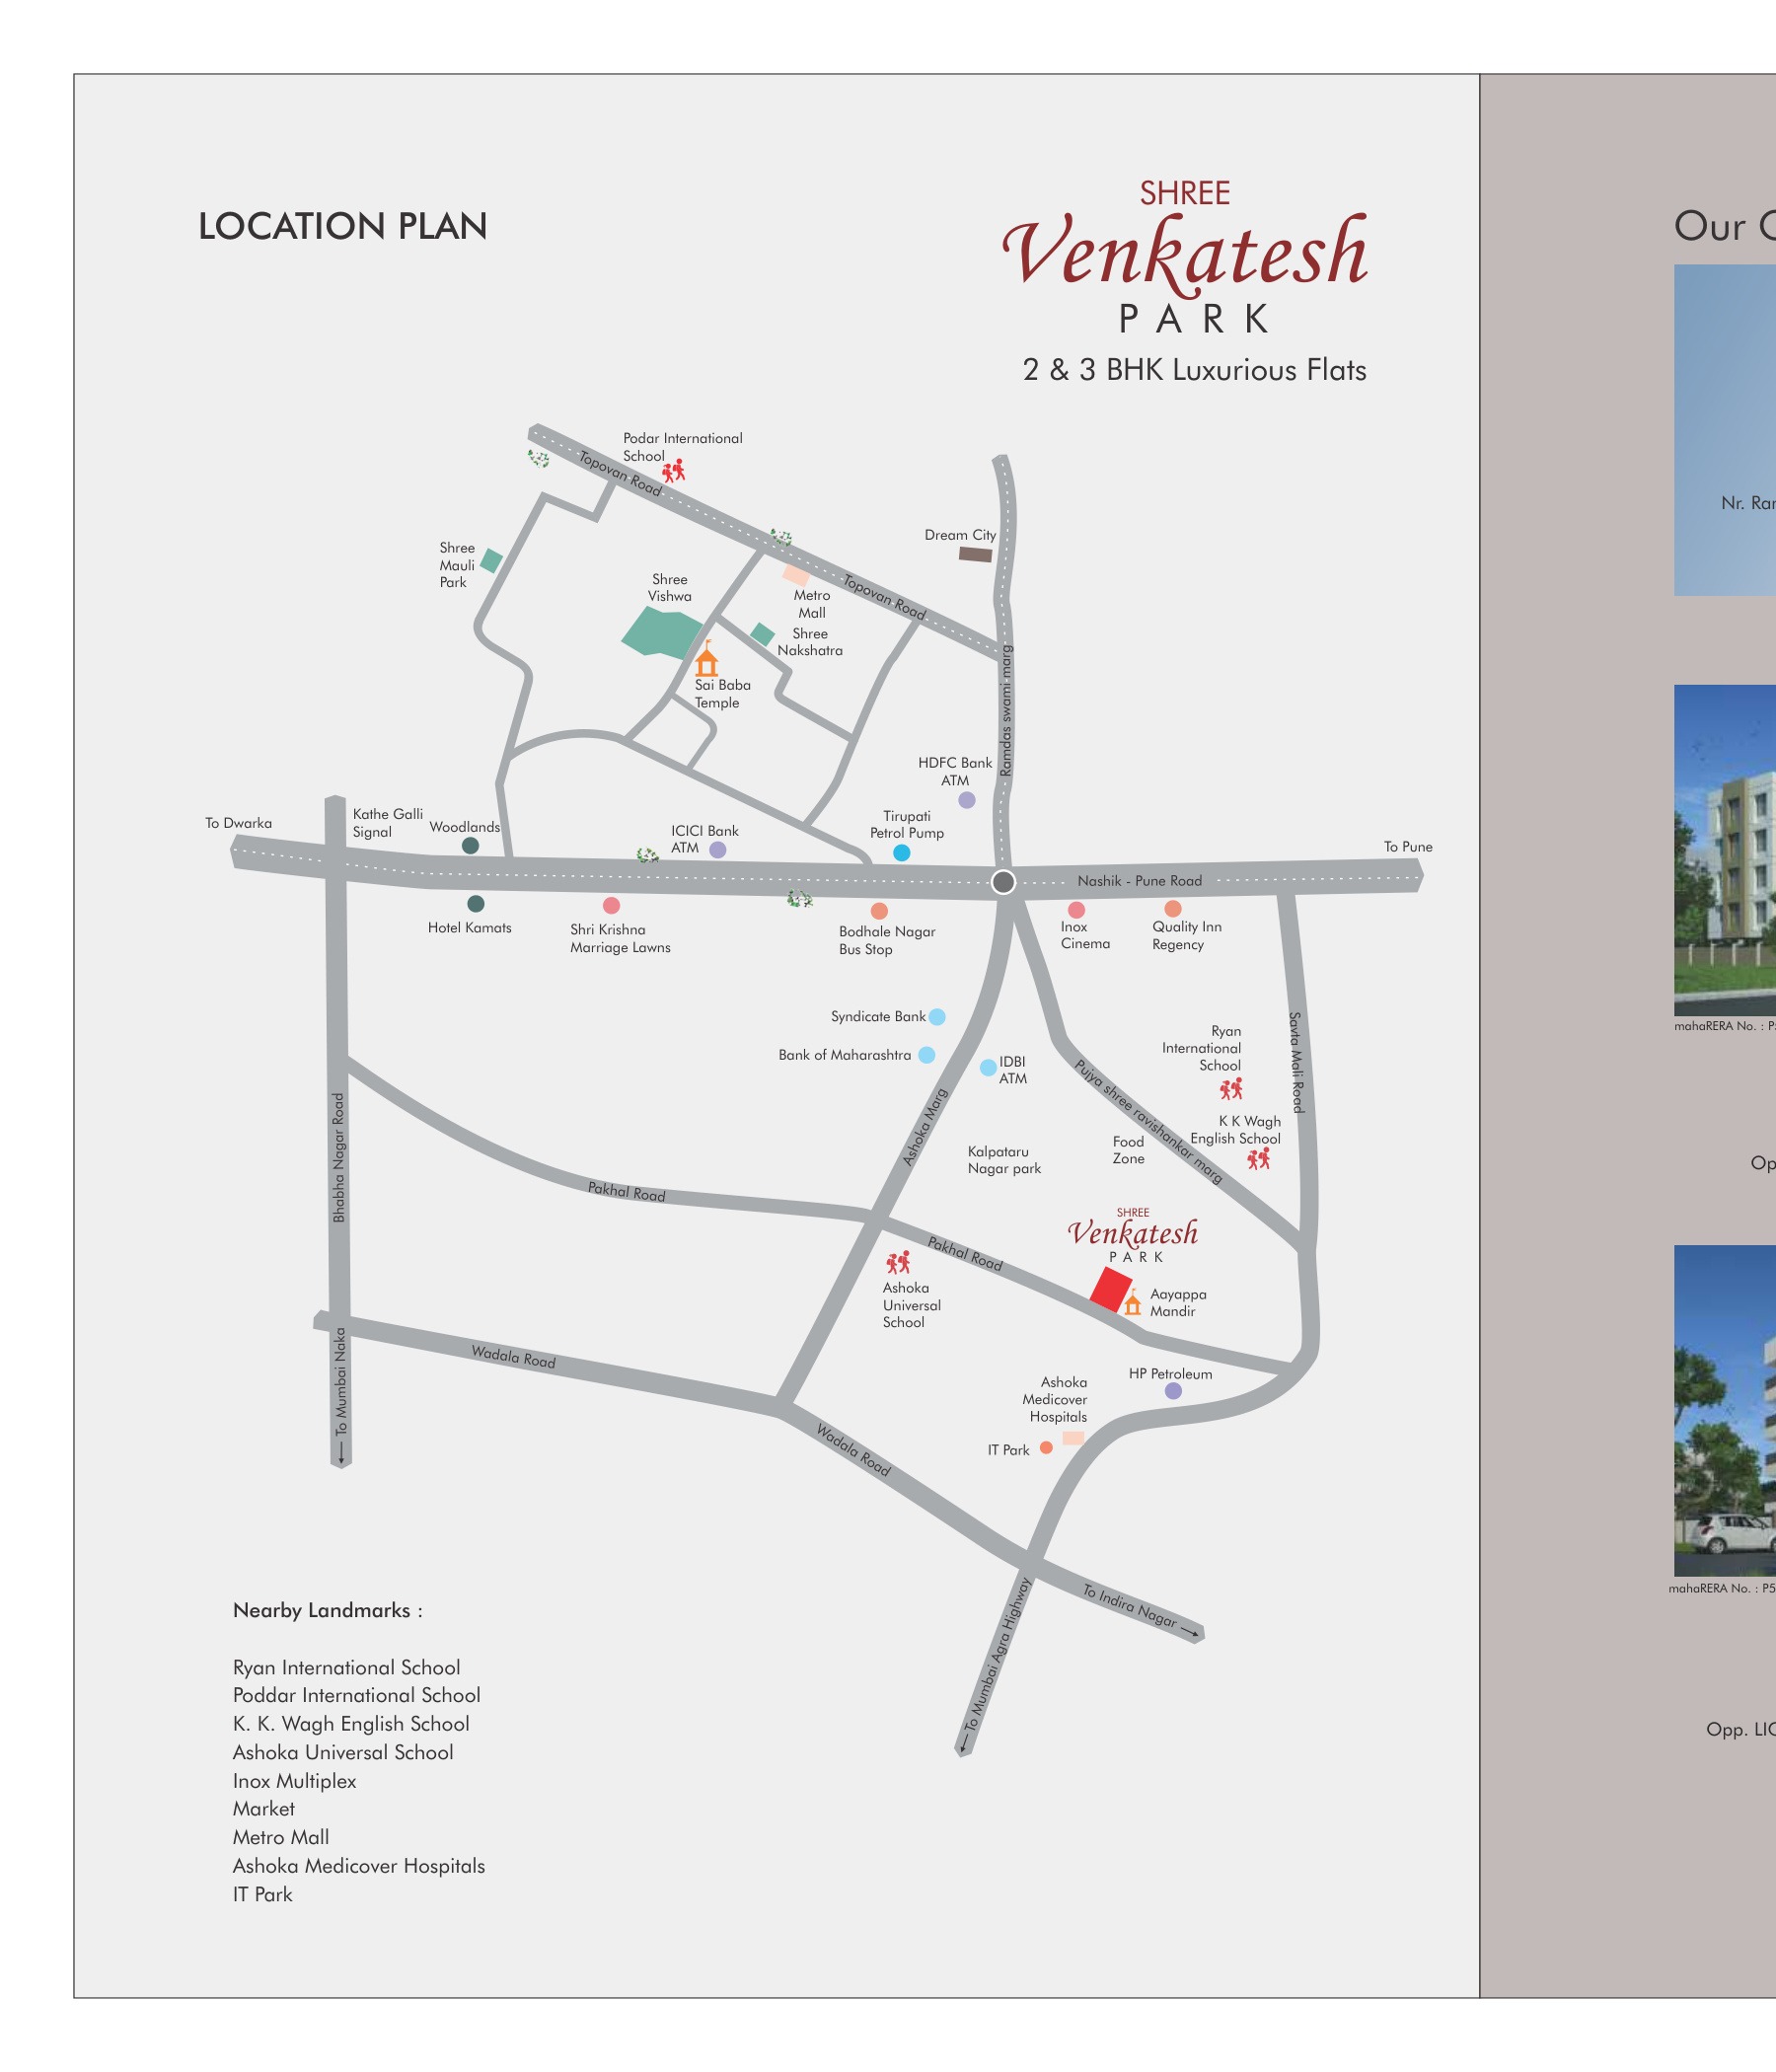 LOCATION PLAN
SHREE
Venkatesh
PARK
2 & 3 BHK Luxurious Flats
Podar International
School
Topovan Road
Dream City
Shree
Mauli
Park
Shree
Vishwa
Metro
Mall
Topovan Road
Shree
Nakshatra
Sai Baba
Temple
Ramdas swami marg
HDFC Bank
ATM
To Dwarka
Kathe Galli
Signal
Woodlands
ICICI Bank
ATM
Tirupati
Petrol Pump
To Pune
Nashik - Pune Road
Hotel Kamats
Shri Krishna
Marriage Lawns
Bodhale Nagar
Bus Stop
Inox
Cinema
Quality Inn
Regency
Syndicate Bank
Bank of Maharashtra
IDBI
ATM
Ryan
International
School
Savta Mali Road
Pujya shree ravishankar marg
K K Wagh
English School
Ashoka Marg
Kalpataru
Nagar park
Food
Zone
Bhabha Nagar Road
Pakhal Road
SHREE
Venkatesh
PARK
Pakhal Road
Ashoka
Universal
School
Aayappa
Mandir
Wadala Road
To Mumbai Naka
HP Petroleum
Ashoka
Medicover
Hospitals
IT Park
Wadala Road
To Indira Nagar
To Mumbai Agra Highway
Nearby Landmarks :
Ryan International School
Poddar International School
K. K. Wagh English School
Ashoka Universal School
Inox Multiplex
Market
Metro Mall
Ashoka Medicover Hospitals
IT Park
Our
Nr.
mahaRERA No. :
mahaRERA No. :
Opp.